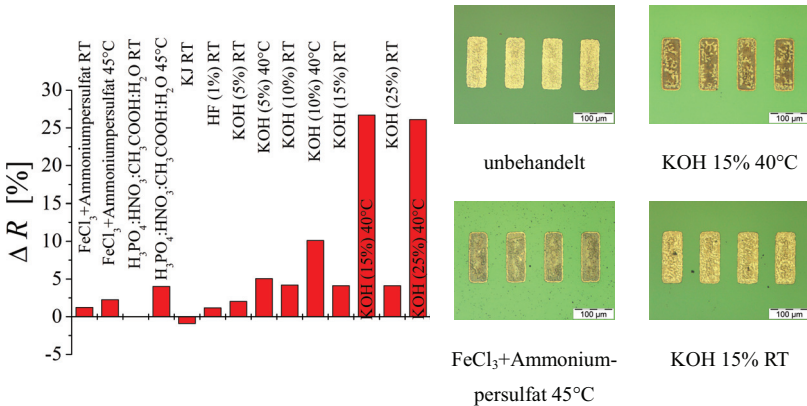 Δ R [%]
30
25
20
15
10
5
0
-5
FeCl₃+Ammoniumpersulfat RT
FeCl₃+Ammoniumpersulfat 45°C
H₃PO₄:HNO₃:CH₃COOH:H₂O RT
H₃PO₄:HNO₃:CH₃COOH:H₂O 45°C
KJ RT
HF (1%) RT
KOH (5%) RT
KOH (5%) 40°C
KOH (10%) RT
KOH (10%) 40°C
KOH (15%) RT
KOH (15%) 40°C
KOH (25%) RT
KOH (25%) 40°C
100 µm
unbehandelt
100 µm
KOH 15% 40°C
100 µm
FeCl₃+Ammonium-
persulfat 45°C
100 µm
KOH 15% RT